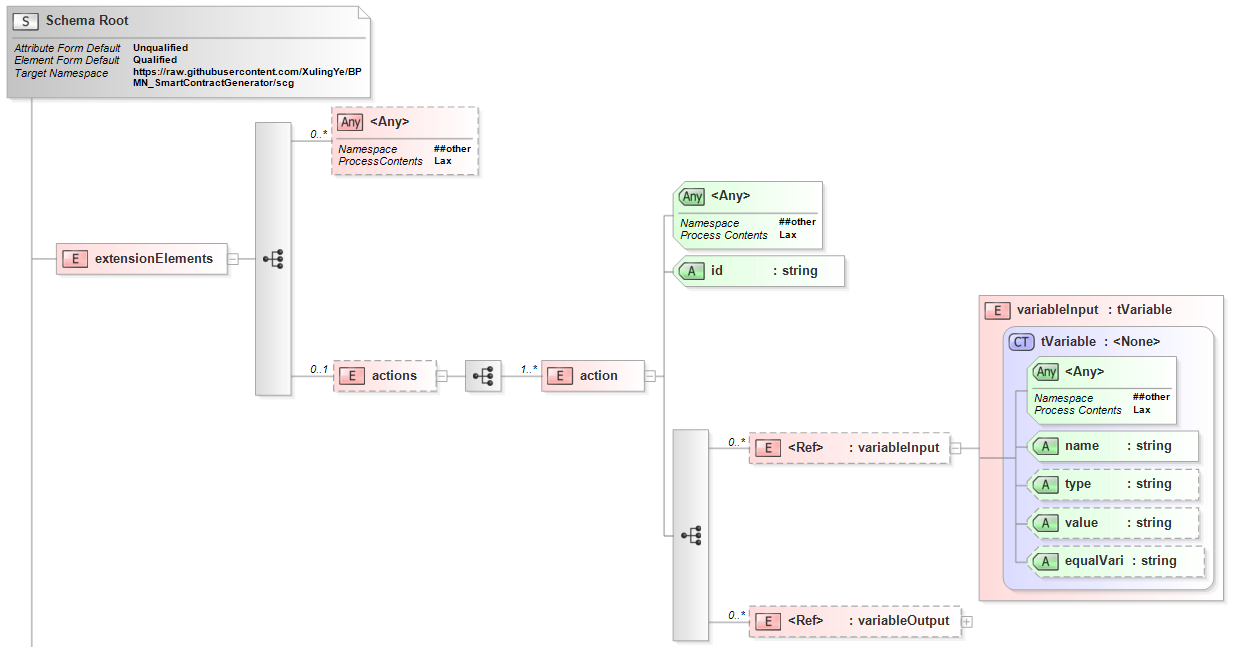 S Schema Root
Attribute Form Default Unqualified
Element Form Default Qualified
Target Namespace https://raw.githubusercontent.com/XulingYe/BP
MN_SmartContractGenerator/scg
0..* Any <Any>
Namespace ##other
ProcessContents Lax
E extensionElements
0..1 E actions
1..* E action
Any <Any>
Namespace ##other
Process Contents Lax
A id : string
0..* E <Ref> : variableInput
E variableInput : tVariable
CT tVariable : <None>
Any <Any>
Namespace ##other
Process Contents Lax
A name : string
A type : string
A value : string
A equalVari : string
0..* E <Ref> : variableOutput